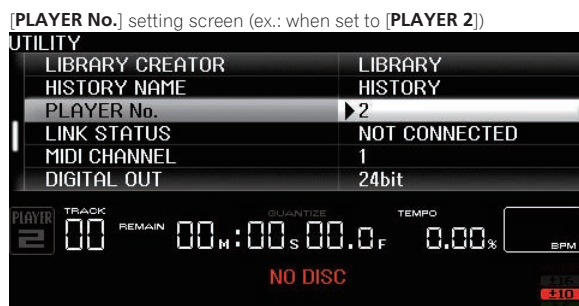 [PLAYER No.] setting screen (ex.: when set to [PLAYER 2])
UTILITY
LIBRARY CREATOR LIBRARY
HISTORY NAME HISTORY
PLAYER No. ▶2
LINK STATUS NOT CONNECTED
MIDI CHANNEL 1
DIGITAL OUT 24bit
PLAYER 2 TRACK 00 REMAIN 00M:00S00.0F QUANTIZE TEMPO 0.00% BPM
NO DISC
±16
±10